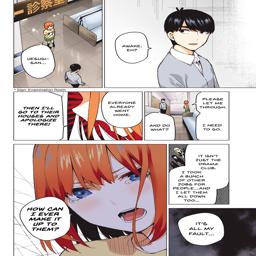 診察室
UESUGI-
SAN...
AWAKE,
EH?
* Sign: Examination Room
THEN I'LL
GO TO THEIR
HOUSES AND
APOLOGIZE
THERE!
EVERYONE
ALREADY
WENT
HOME.
AND DO
WHAT?
PLEASE
LET ME
THROUGH.
I NEED
TO GO.
IT ISN'T
JUST THE
DRAMA
CLUB.
I TOOK
A BUNCH
OF OTHER
JOBS FOR
PEOPLE...
AND I LET
THEM ALL
DOWN
TOO...
HOW CAN
I EVER
MAKE IT
UP TO
THEM?
IT'S
ALL MY
FAULT...